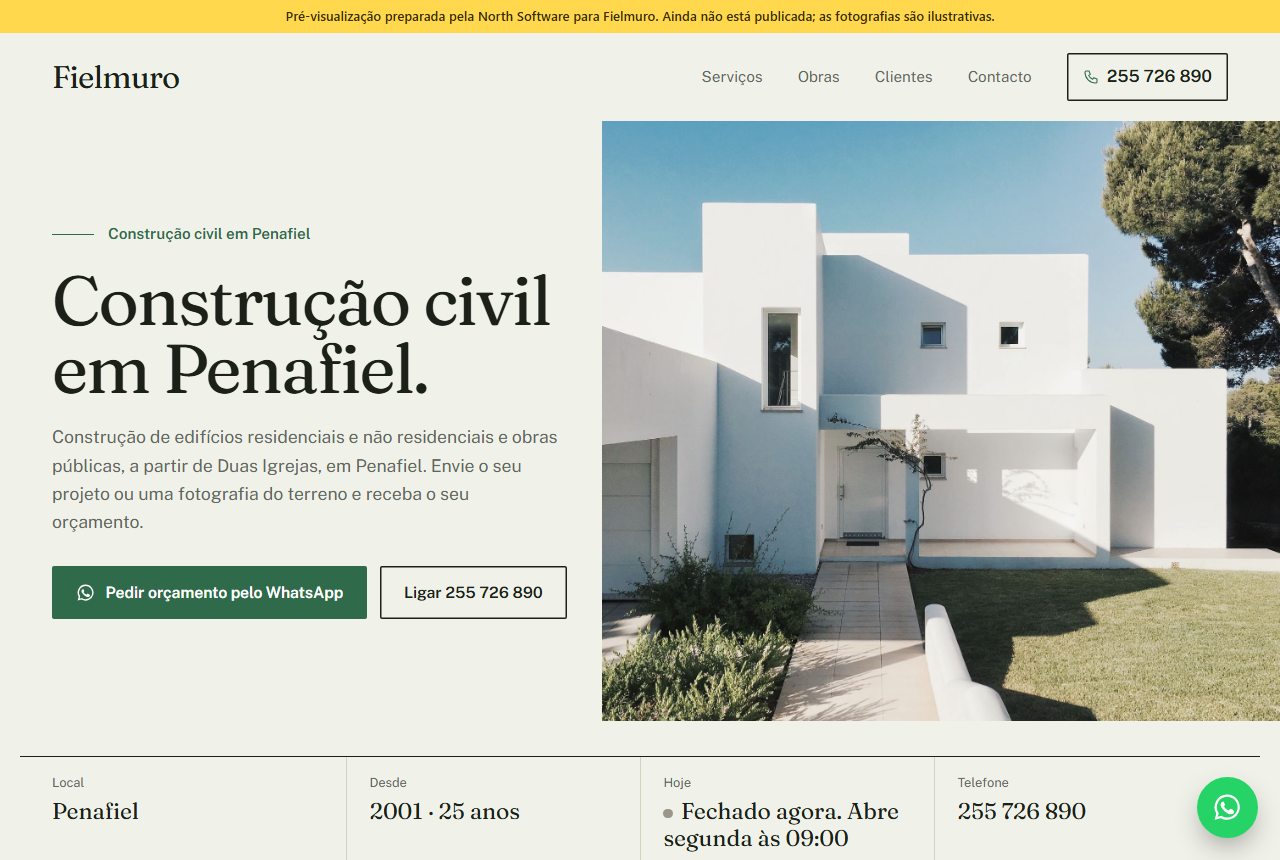 Pré-visualização preparada pela North Software para Fielmuro. Ainda não está publicada; as fotografias são ilustrativas.
Fielmuro
Serviços
Obras
Clientes
Contacto
255 726 890
Construção civil em Penafiel
Construção civil
em Penafiel.
Construção de edifícios residenciais e não residenciais e obras
públicas, a partir de Duas Igrejas, em Penafiel. Envie o seu
projeto ou uma fotografia do terreno e receba o seu
orçamento.
Pedir orçamento pelo WhatsApp
Ligar 255 726 890
Local
Penafiel
Desde
2001 · 25 anos
Hoje
Fechado agora. Abre
segunda às 09:00
Telefone
255 726 890